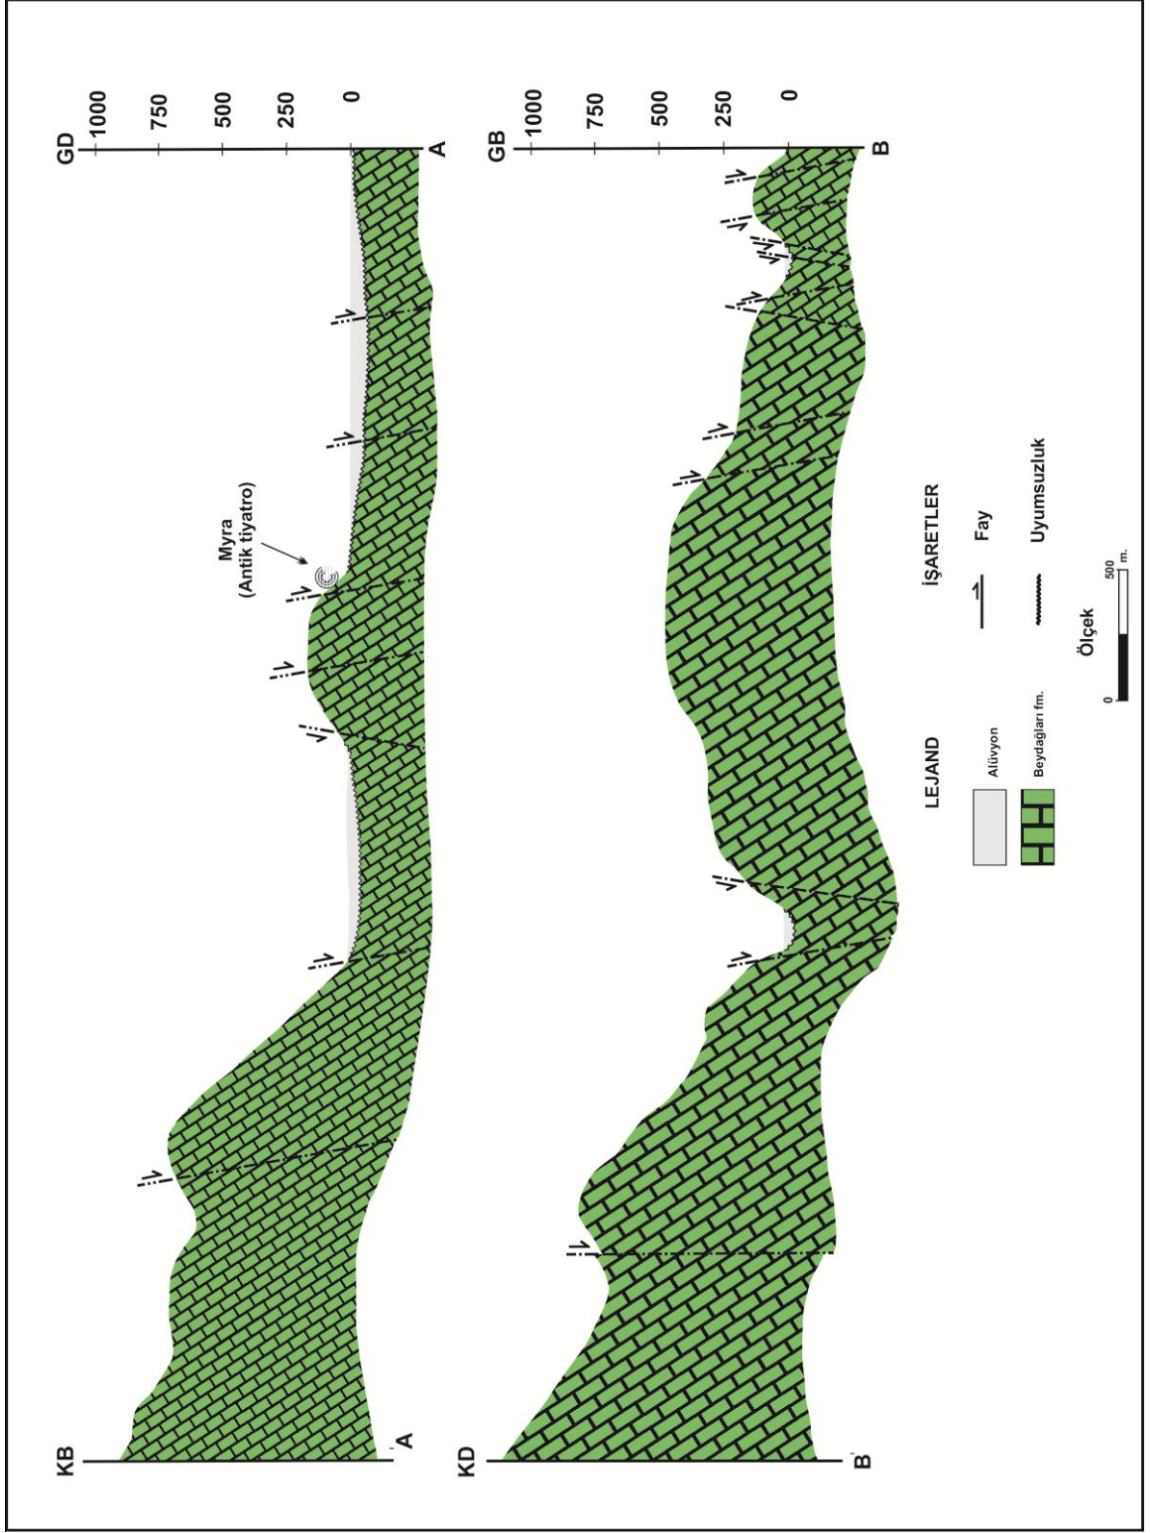 KB
GD
1000
750
500
250
0
A
'A
Myra
(Antik tiyatro)
KD
GB
1000
750
500
250
0
B
'B
LEJAND
Alüvyon
Beydağları fm.
İŞARETLER
Fay
Uyumsuzluk
Ölçek
0 500 m.